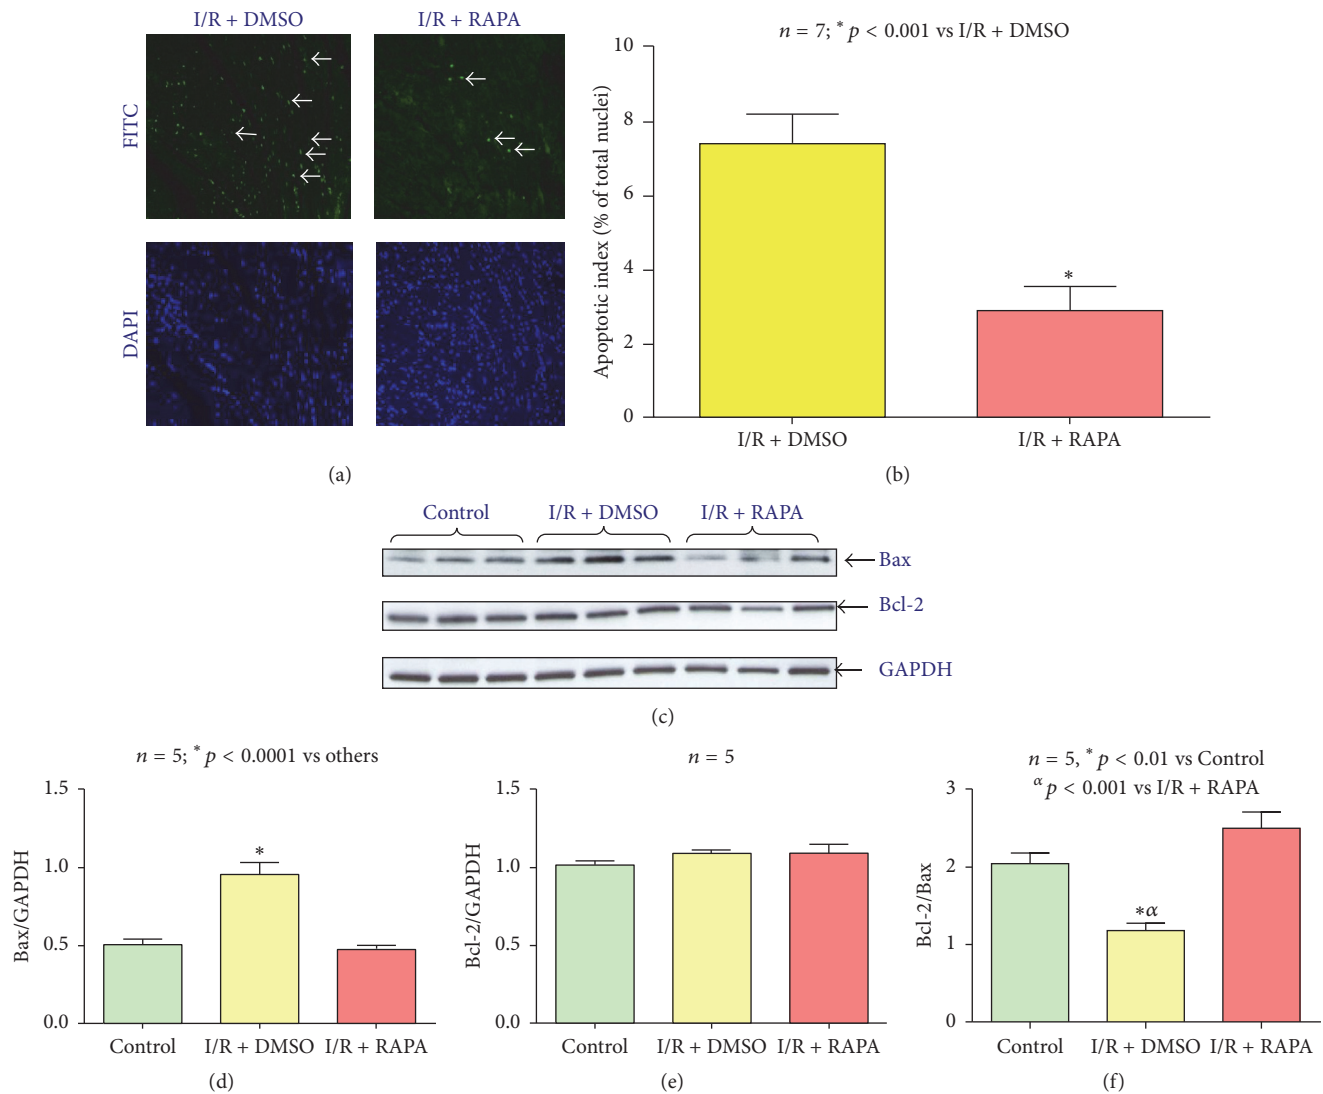 I/R + DMSO
I/R + RAPA
FITC
DAPI
(a)
n = 7; * p < 0.001 vs I/R + DMSO
Apoptotic index (% of total nuclei)
10
8
6
4
2
0
*
I/R + DMSO
I/R + RAPA
(b)
Control
I/R + DMSO
I/R + RAPA
Bax
Bcl-2
GAPDH
(c)
n = 5; * p < 0.0001 vs others
Bax/GAPDH
1.5
1.0
0.5
0.0
*
Control
I/R + DMSO
I/R + RAPA
(d)
n = 5
Bcl-2/GAPDH
1.5
1.0
0.5
0.0
Control
I/R + DMSO
I/R + RAPA
(e)
n = 5, * p < 0.01 vs Control
α p < 0.001 vs I/R + RAPA
Bcl-2/Bax
3
2
1
0
*α
Control
I/R + DMSO
I/R + RAPA
(f)